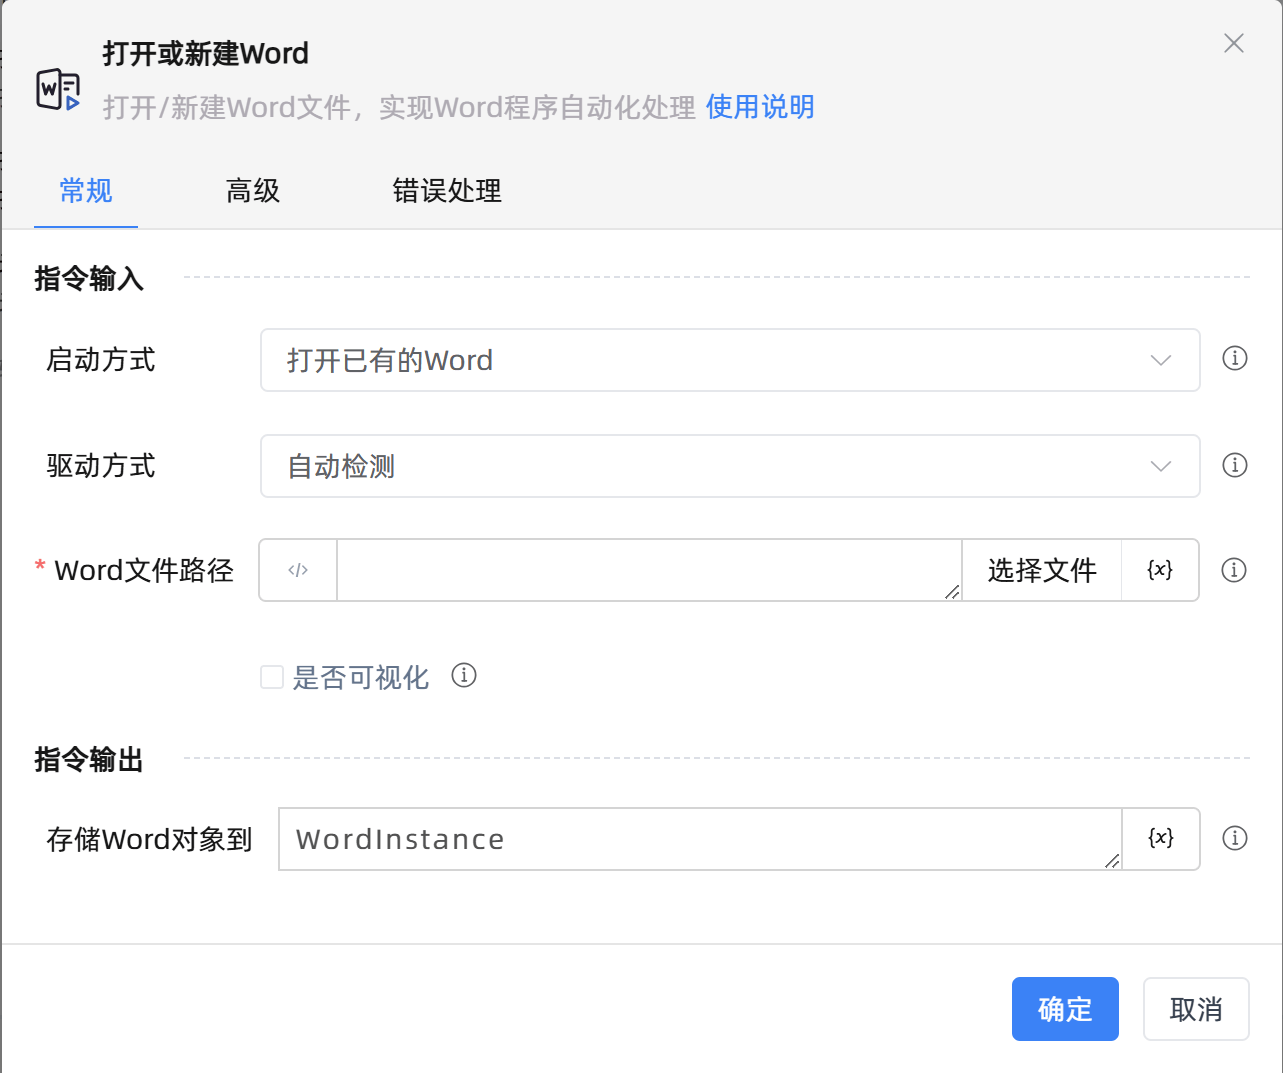 打开或新建Word
打开/新建Word文件，实现Word程序自动化处理 使用说明
常规 高级 错误处理
指令输入
启动方式 打开已有的Word
驱动方式 自动检测
* Word文件路径 </> 选择文件 {x}
是否可视化
指令输出
存储Word对象到 WordInstance {x}
确定 取消